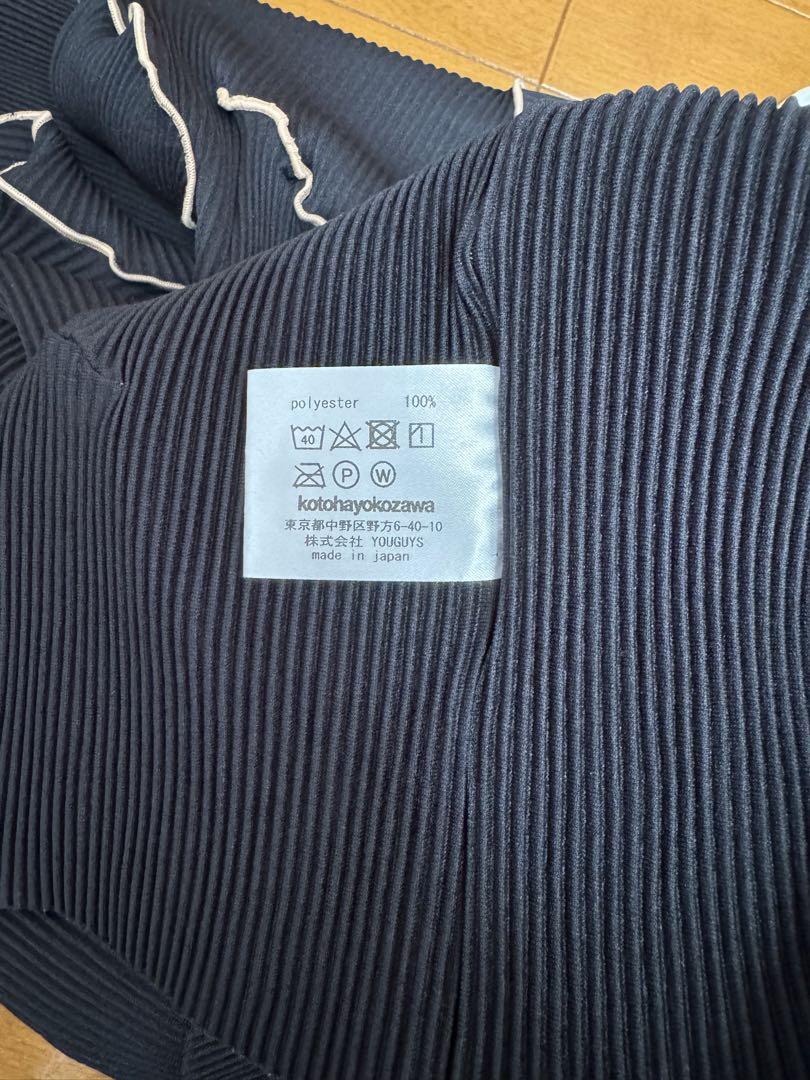 polyester 100%
40
P W
kotohayokozawa
東京都中野区野方6-40-10
株式会社 YOUGUYS
made in japan